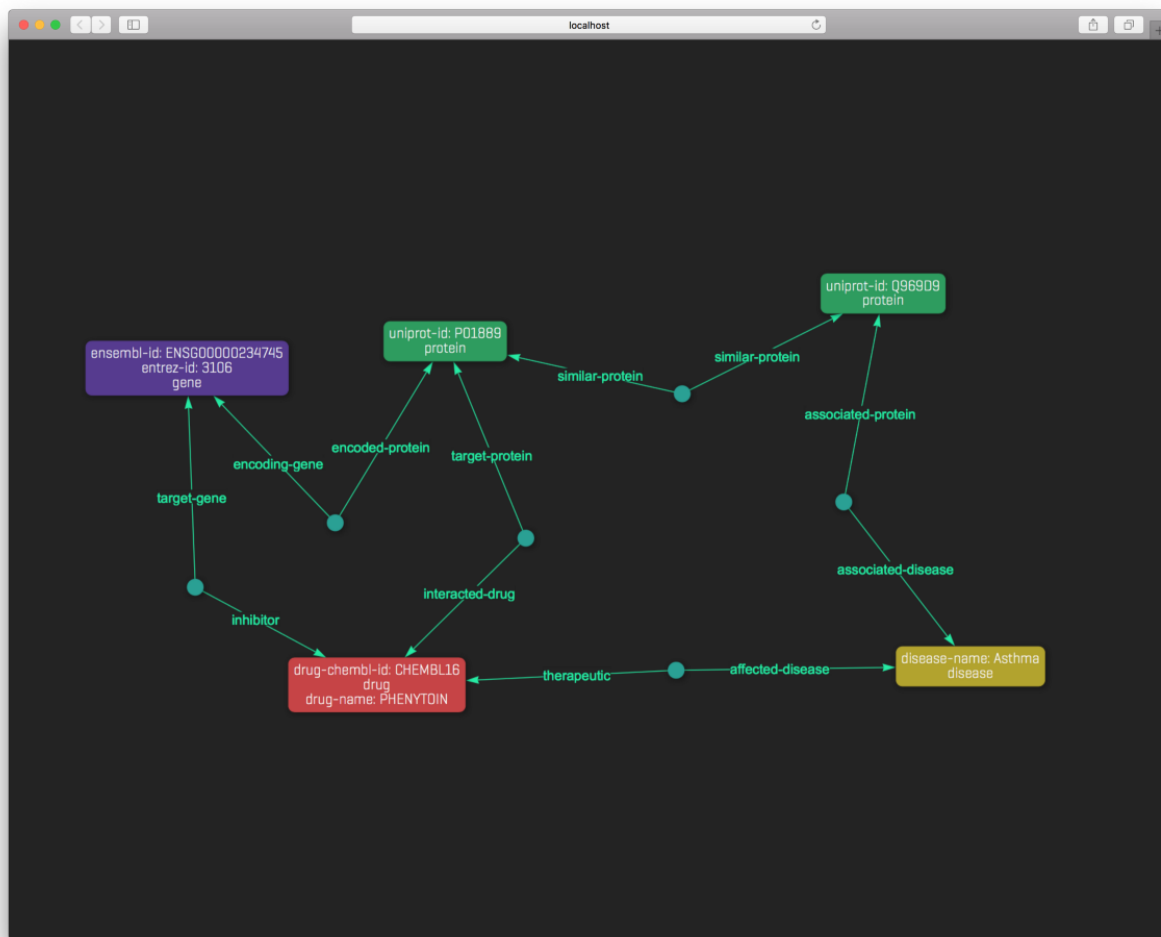 localhost
uniprot-id: Q969D9
protein
uniprot-id: P01889
protein
ensembl-id: ENSG00000234745
entrez-id: 3106
gene
similar-protein
similar-protein
associated-protein
encoded-protein
target-protein
encoding-gene
target-gene
associated-disease
interacted-drug
inhibitor
disease-name: Asthma
disease
affected-disease
therapeutic
drug-chembl-id: CHEMBL16
drug
drug-name: PHENYTOIN